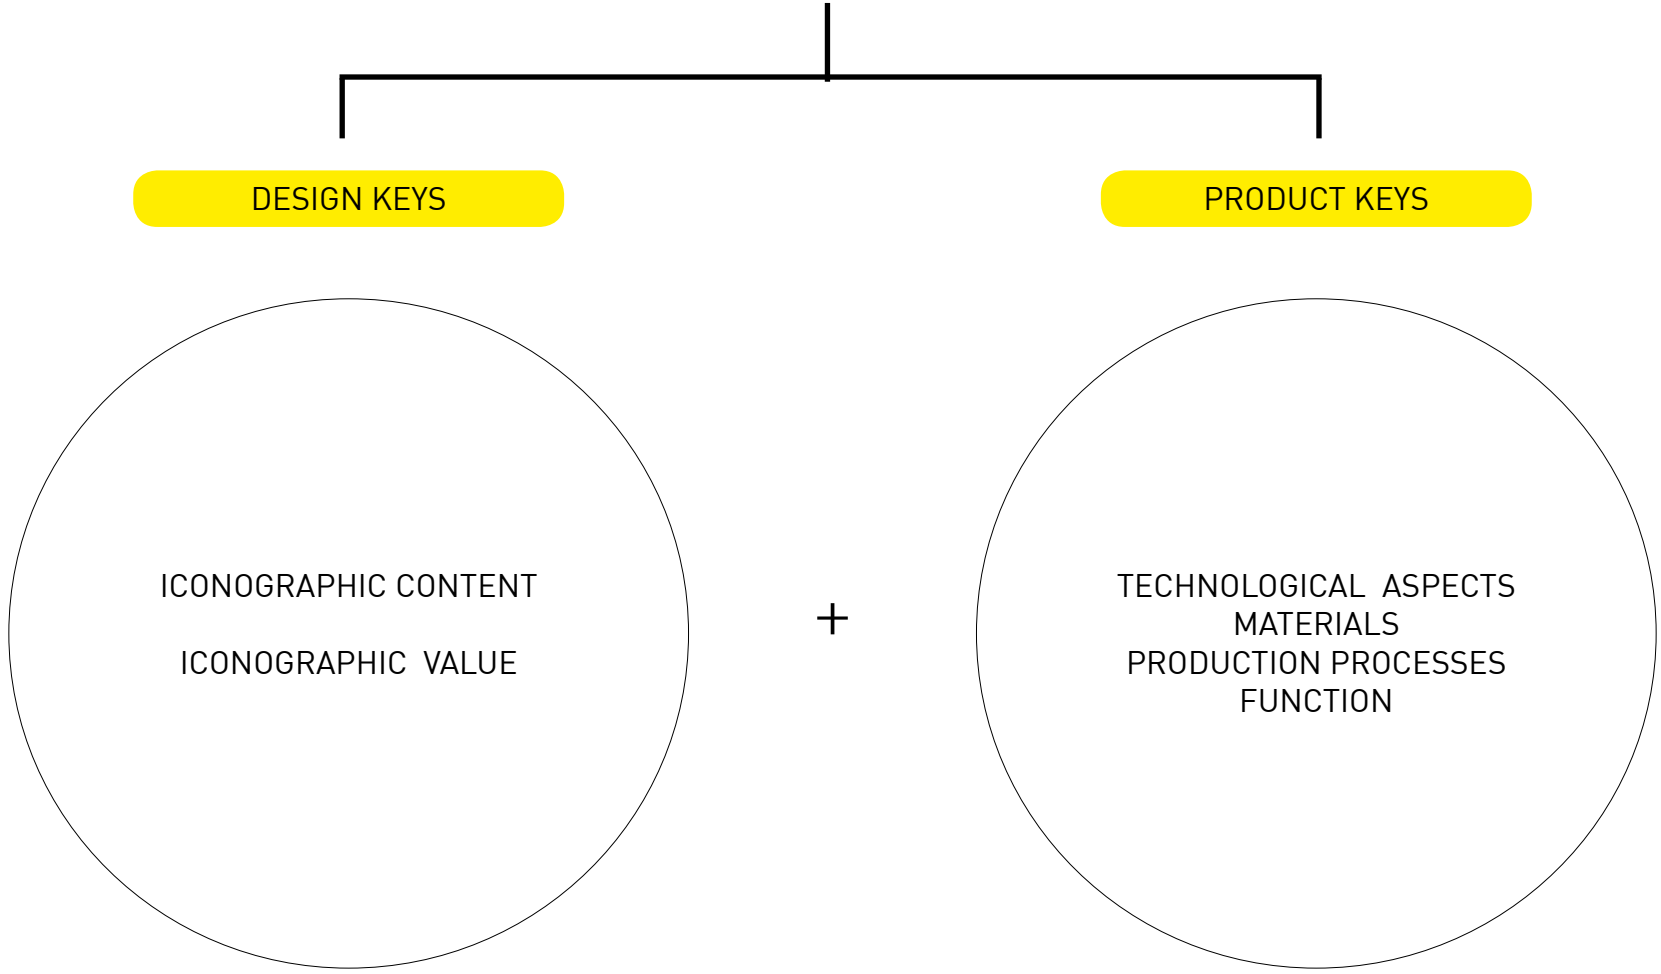 DESIGN KEYS
PRODUCT KEYS
ICONOGRAPHIC CONTENT
ICONOGRAPHIC VALUE
+
TECHNOLOGICAL ASPECTS
MATERIALS
PRODUCTION PROCESSES
FUNCTION